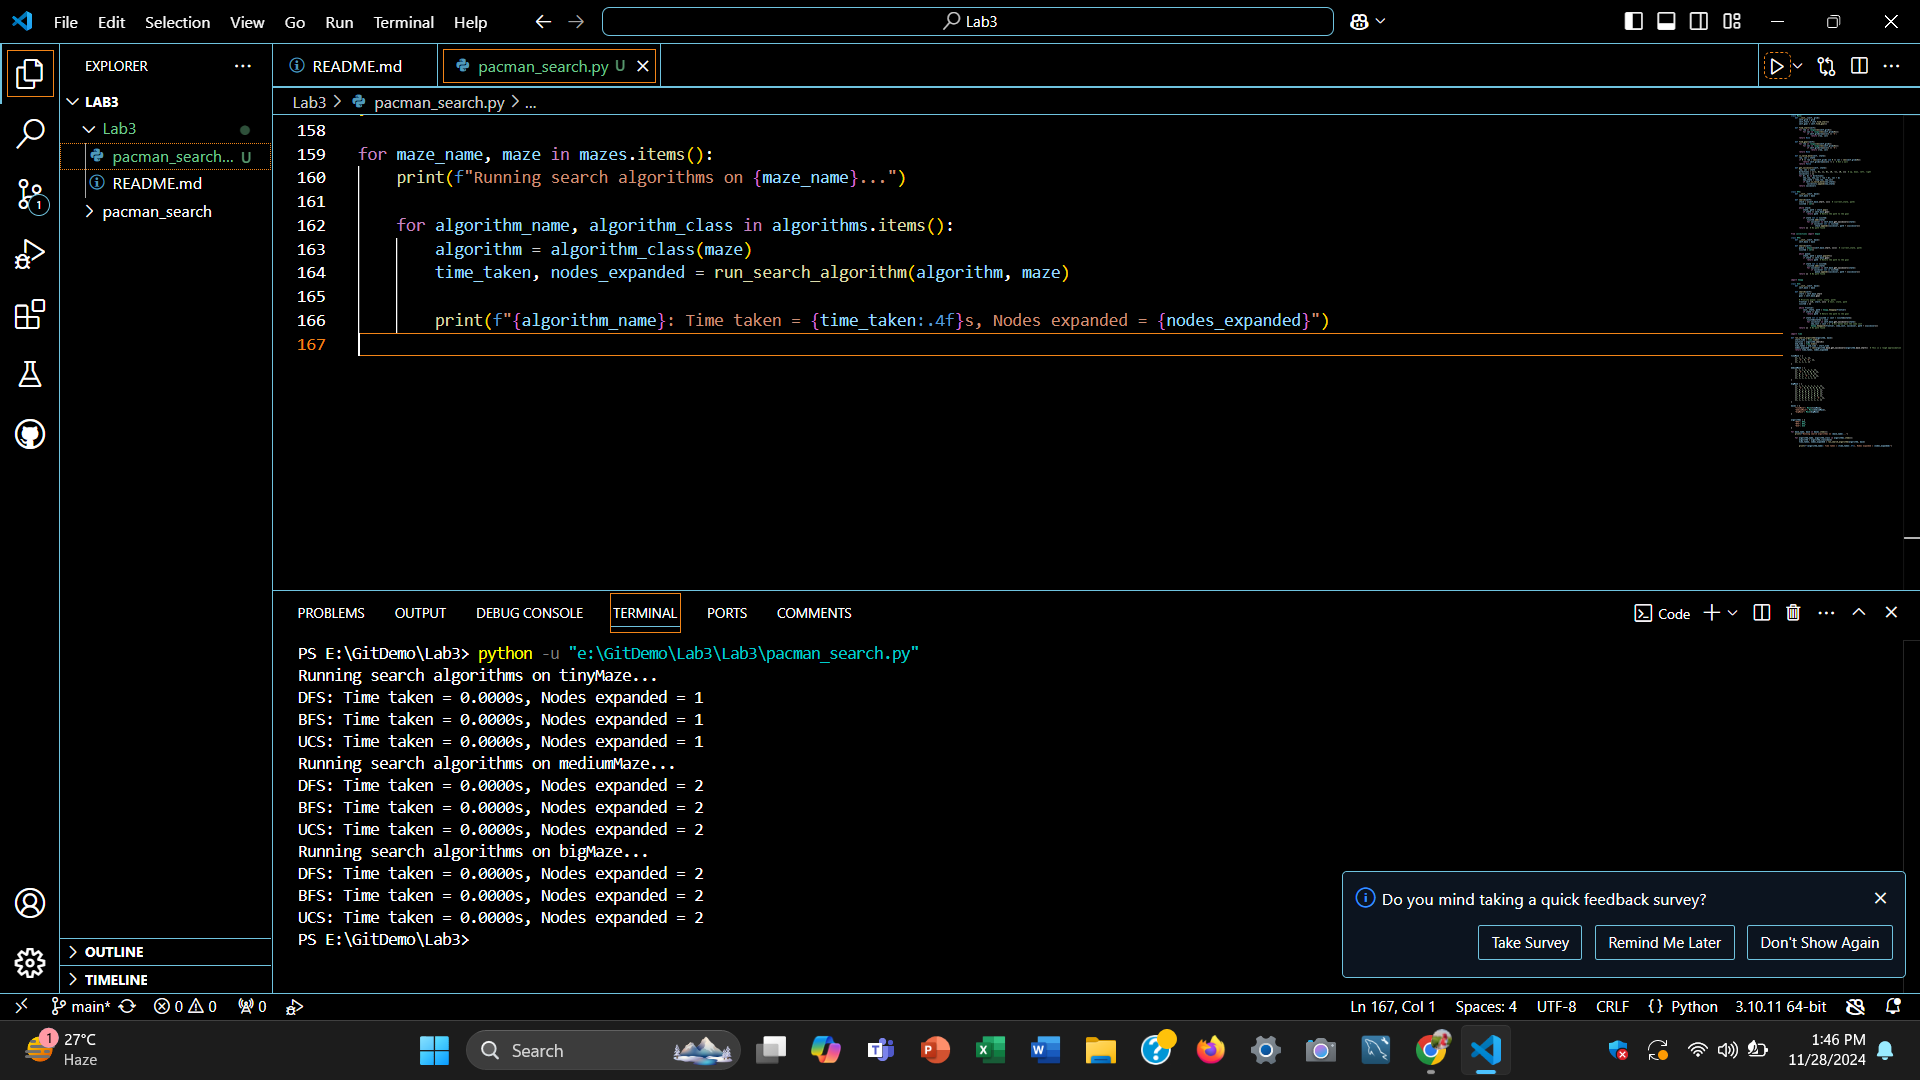 File Edit Selection View Go Run Terminal Help
Lab3
EXPLORER
LAB3
Lab3
pacman_search... U
README.md
pacman_search
OUTLINE
TIMELINE
1
README.md
pacman_search.py U
Lab3 > pacman_search.py > ...
158
159 for maze_name, maze in mazes.items():
160 print(f"Running search algorithms on {maze_name}...")
161
162 for algorithm_name, algorithm_class in algorithms.items():
163 algorithm = algorithm_class(maze)
164 time_taken, nodes_expanded = run_search_algorithm(algorithm, maze)
165
166 print(f"{algorithm_name}: Time taken = {time_taken:.4f}s, Nodes expanded = {nodes_expanded}")
167
PROBLEMS OUTPUT DEBUG CONSOLE TERMINAL PORTS COMMENTS
Code
PS E:\GitDemo\Lab3> python -u "e:\GitDemo\Lab3\Lab3\pacman_search.py"
Running search algorithms on tinyMaze...
DFS: Time taken = 0.0000s, Nodes expanded = 1
BFS: Time taken = 0.0000s, Nodes expanded = 1
UCS: Time taken = 0.0000s, Nodes expanded = 1
Running search algorithms on mediumMaze...
DFS: Time taken = 0.0000s, Nodes expanded = 2
BFS: Time taken = 0.0000s, Nodes expanded = 2
UCS: Time taken = 0.0000s, Nodes expanded = 2
Running search algorithms on bigMaze...
DFS: Time taken = 0.0000s, Nodes expanded = 2
BFS: Time taken = 0.0000s, Nodes expanded = 2
UCS: Time taken = 0.0000s, Nodes expanded = 2
PS E:\GitDemo\Lab3>
Do you mind taking a quick feedback survey?
Take Survey Remind Me Later Don't Show Again
main* 0 0 0
Ln 167, Col 1 Spaces: 4 UTF-8 CRLF {} Python 3.10.11 64-bit
1
27°C
Haze
Search
1:46 PM
11/28/2024